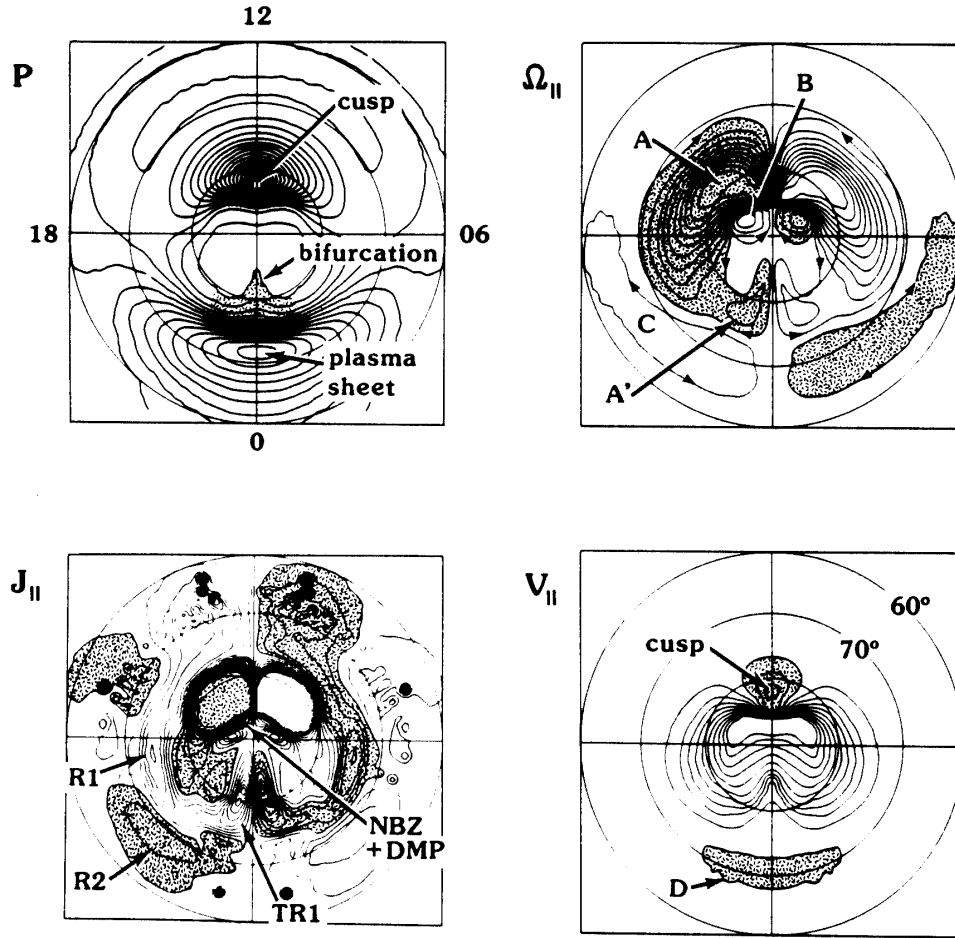 12
P
cusp
18
06
bifurcation
plasma
sheet
0
Ω||
A
B
C
A'
J||
R1
R2
NBZ
+DMP
TR1
V||
60°
70°
cusp
D